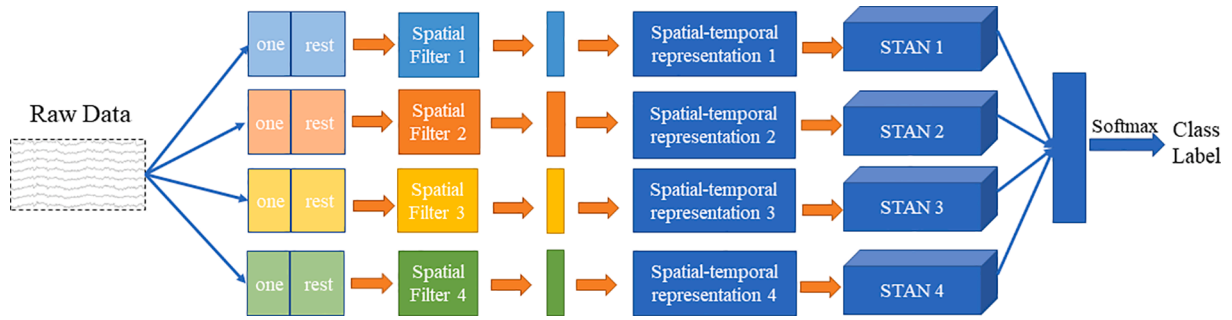 Raw Data
one rest
Spatial
Filter 1
Spatial-temporal
representation 1
STAN 1
one rest
Spatial
Filter 2
Spatial-temporal
representation 2
STAN 2
one rest
Spatial
Filter 3
Spatial-temporal
representation 3
STAN 3
one rest
Spatial
Filter 4
Spatial-temporal
representation 4
STAN 4
Softmax
Class
Label